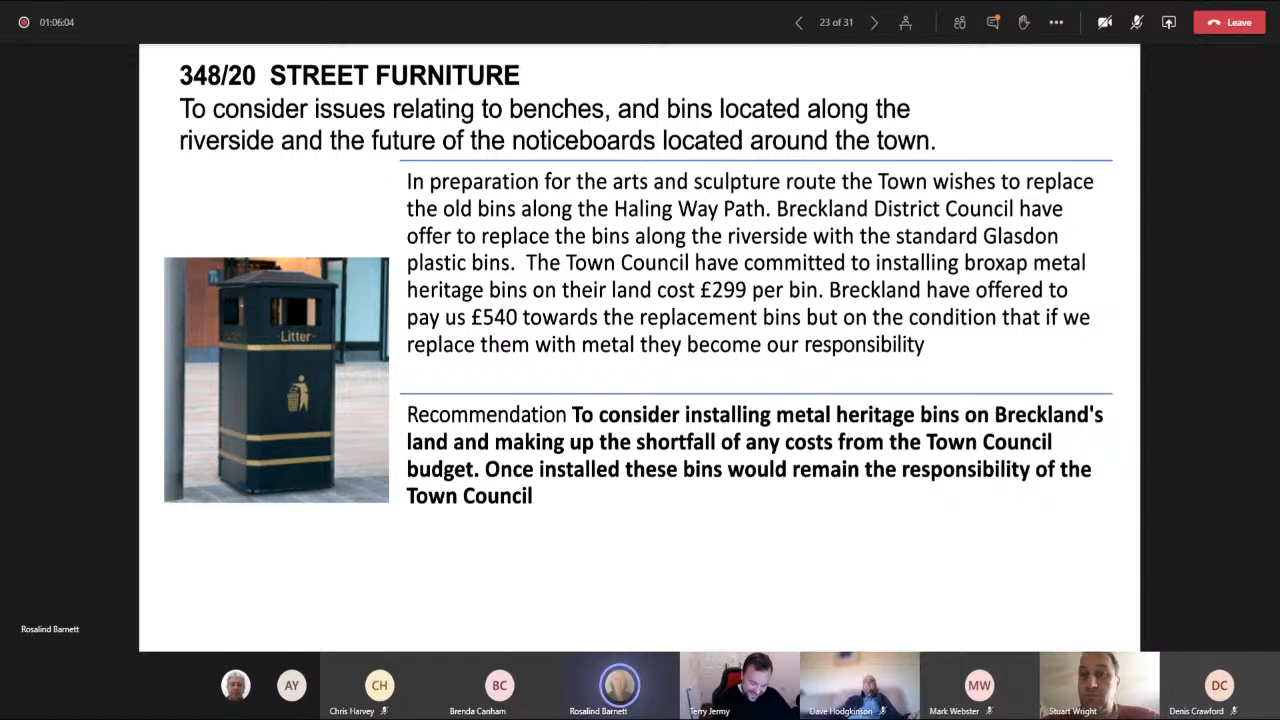 01:06:04
23 of 31
Leave
348/20 STREET FURNITURE
To consider issues relating to benches, and bins located along the
riverside and the future of the noticeboards located around the town.
In preparation for the arts and sculpture route the Town wishes to replace
the old bins along the Haling Way Path. Breckland District Council have
offer to replace the bins along the riverside with the standard Glasdon
plastic bins. The Town Council have committed to installing broxap metal
heritage bins on their land cost £299 per bin. Breckland have offered to
pay us £540 towards the replacement bins but on the condition that if we
replace them with metal they become our responsibility
Litter
Recommendation To consider installing metal heritage bins on Breckland's
land and making up the shortfall of any costs from the Town Council
budget. Once installed these bins would remain the responsibility of the
Town Council
Rosalind Barnett
AY
CH
BC
MW
DC
Chris Harvey
Brenda Canham
Rosalind Barnett
Terry Jermy
Dave Hodgkinson
Mark Webster
Stuart Wright
Denis Crawford